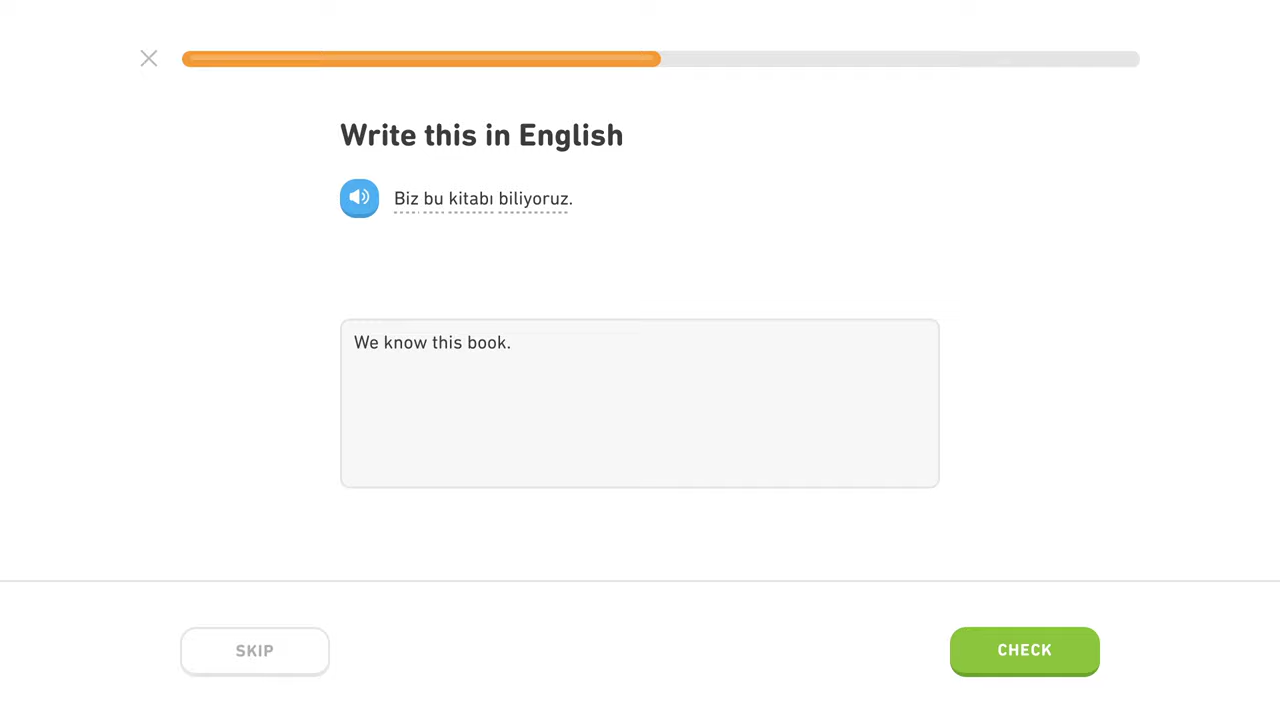 Write this in English
Biz bu kitabı biliyoruz.
We know this book.
SKIP
CHECK